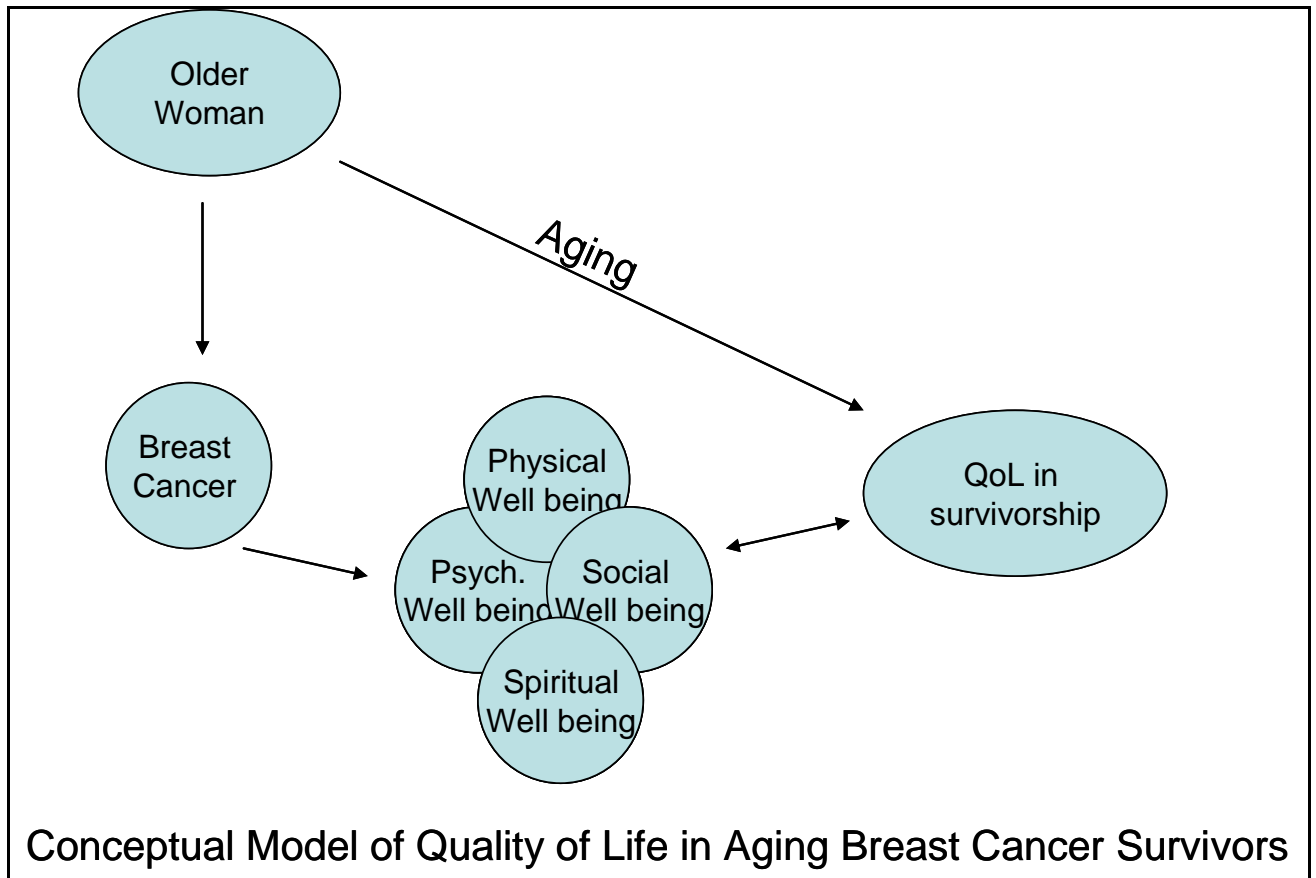 Older
Woman
Aging
Breast
Cancer
Physical
Well being
QoL in
survivorship
Psych.
Well being
Social
Well being
Spiritual
Well being
Conceptual Model of Quality of Life in Aging Breast Cancer Survivors